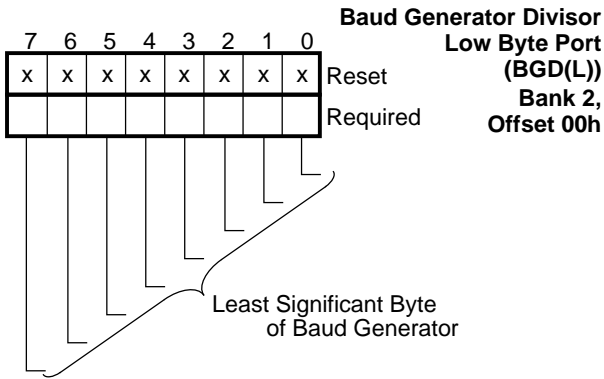 Baud Generator Divisor
Low Byte Port
(BGD(L))
Bank 2,
Offset 00h
7 6 5 4 3 2 1 0
x x x x x x x x Reset
Required
Least Significant Byte
of Baud Generator